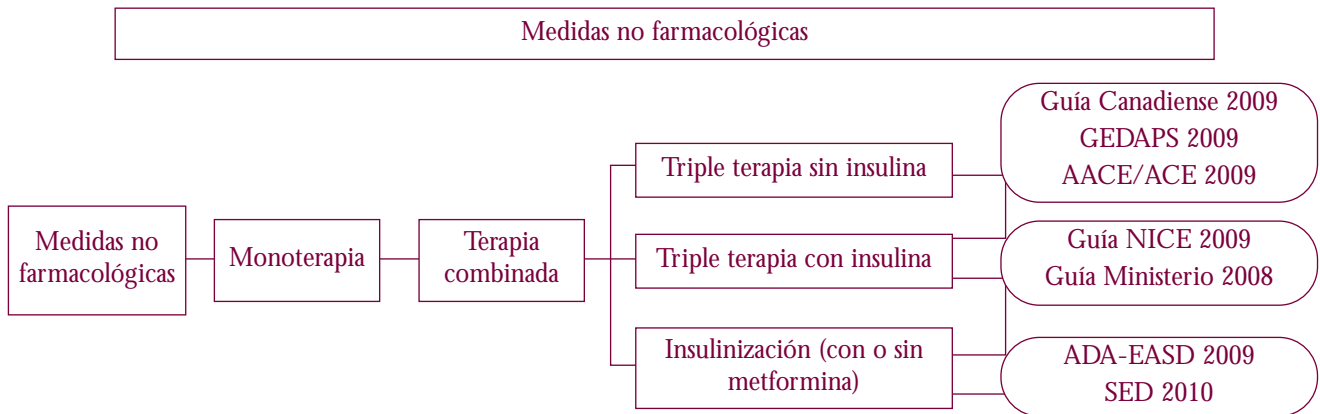 Medidas no farmacológicas
Medidas no
farmacológicas
Monoterapia
Terapia
combinada
Triple terapia sin insulina
Triple terapia con insulina
Insulinización (con o sin
metformina)
Guía Canadiense 2009
GEDAPS 2009
AACE/ACE 2009
Guía NICE 2009
Guía Ministerio 2008
ADA-EASD 2009
SED 2010